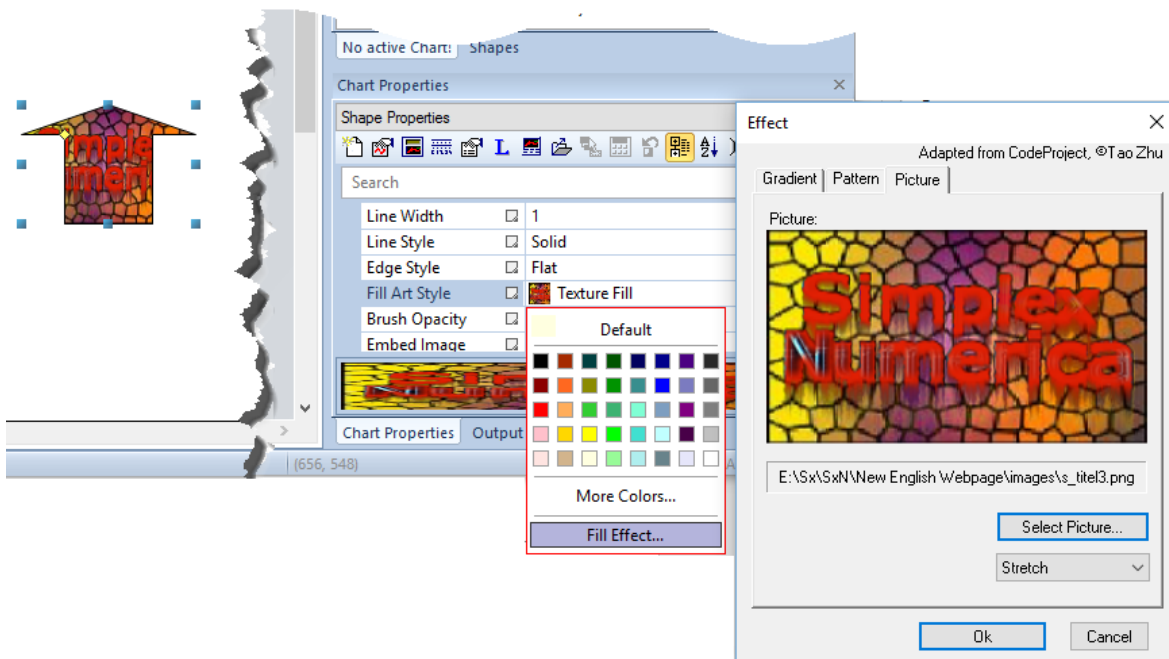 No active Chart!
Shapes
Chart Properties
Shape Properties
L
Search
Line Width
1
Line Style
Solid
Edge Style
Flat
Fill Art Style
Texture Fill
Brush Opacity
Embed Image
Default
More Colors...
Fill Effect...
Chart Properties
Output
(656, 548)
imple
umeri
Effect
Adapted from CodeProject, ©Tao Zhu
Gradient
Pattern
Picture
Picture:
Simplex
Numerica
E:\Sx\SxN\New English Webpage\images\s_titel3.png
Select Picture...
Stretch
Ok
Cancel